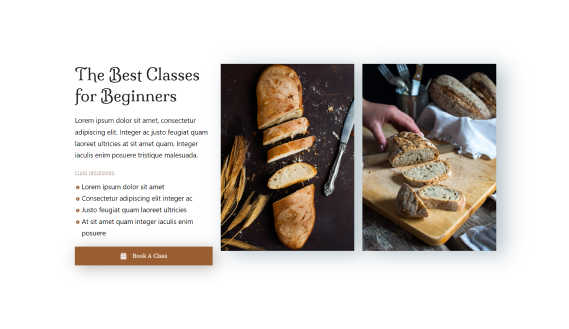 The Best Classes
for Beginners
Lorem ipsum dolor sit amet, consectetur
adipiscing elit. Integer ac justo feugiat quam
laoreet ultricies at sit amet quam. Integer
iaculis enim posuere tristique malesuada.
Lorem ipsum dolor sit amet
Consectetur adipiscing elit integer ac
Justo feugiat quam laoreet ultricies
At sit amet quam integer iaculis enim
posuere
Book A Class